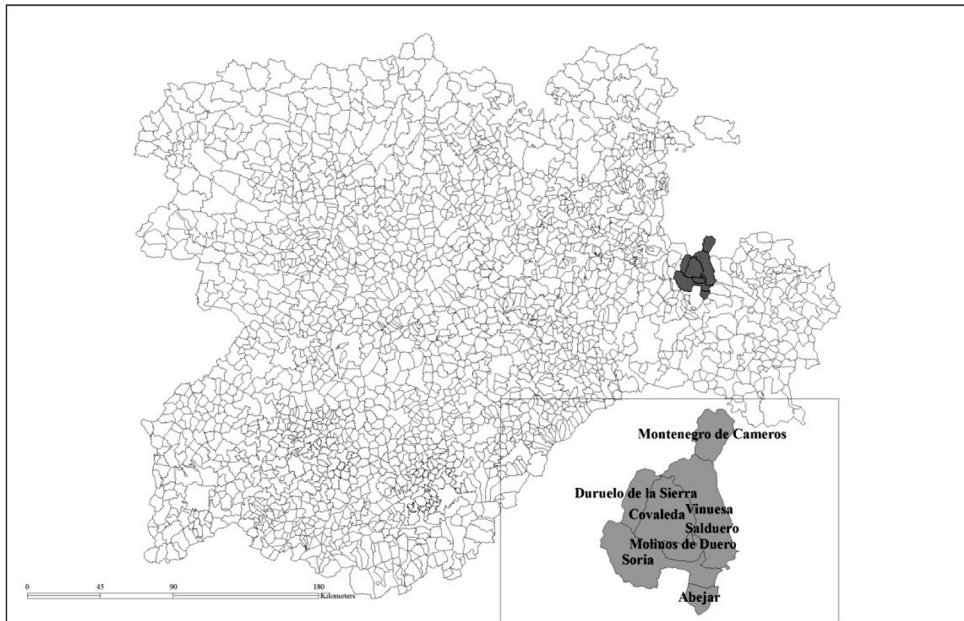 Montenegro de Cameros
Duruelo de la Sierra
Covaleda
Vinuesa
Salduero
Molinos de Duero
Soria
Abejar
0 45 90 180
Kilometers